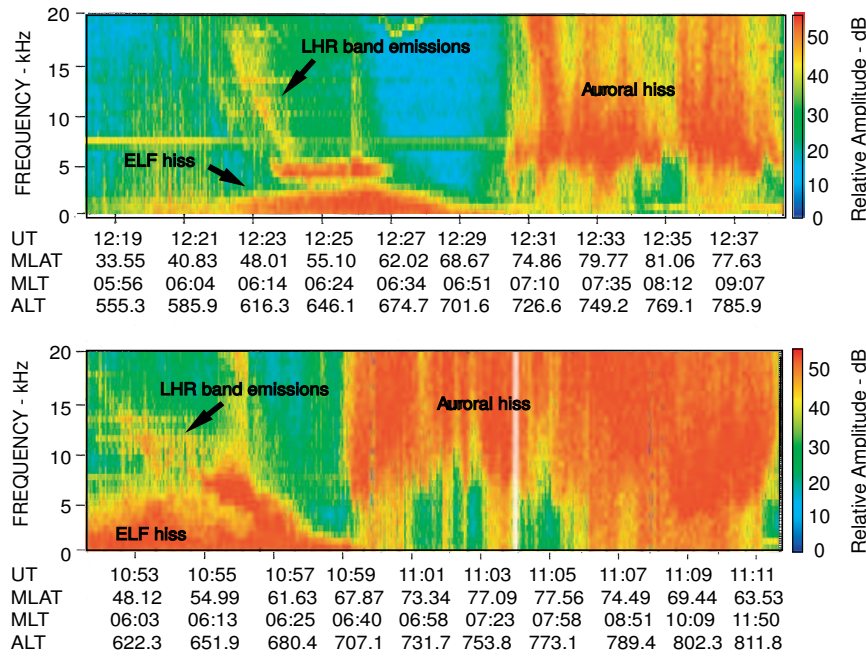 FREQUENCY - kHz
20
15
10
5
0
LHR band emissions
Auroral hiss
ELF hiss
50
40
30
20
10
0
Relative Amplitude - dB
UT 12:19 12:21 12:23 12:25 12:27 12:29 12:31 12:33 12:35 12:37
MLAT 33.55 40.83 48.01 55.10 62.02 68.67 74.86 79.77 81.06 77.63
MLT 05:56 06:04 06:14 06:24 06:34 06:51 07:10 07:35 08:12 09:07
ALT 555.5 585.9 616.3 646.1 674.7 701.6 726.6 749.2 769.1 785.9
FREQUENCY - kHz
20
15
10
5
0
LHR band emissions
Auroral hiss
ELF hiss
50
40
30
20
10
0
Relative Amplitude - dB
UT 10:53 10:55 10:57 10:59 11:01 11:03 11:05 11:07 11:09 11:11
MLAT 48.12 54.99 61.63 67.87 73.34 77.09 77.56 74.49 69.44 63.53
MLT 06:03 06:13 06:25 06:40 06:58 07:23 07:58 08:51 10:09 11:50
ALT 622.3 651.9 680.4 707.1 731.7 753.8 773.1 789.4 802.3 811.8